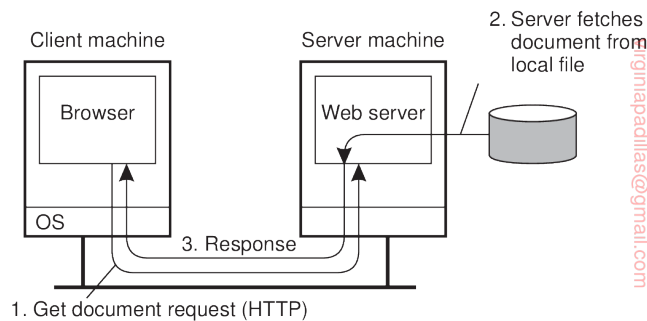 2. Server fetches
document from
local file
Client machine
Server machine
Browser
Web server
OS
3. Response
1. Get document request (HTTP)
virginiapadillas@gmail.com